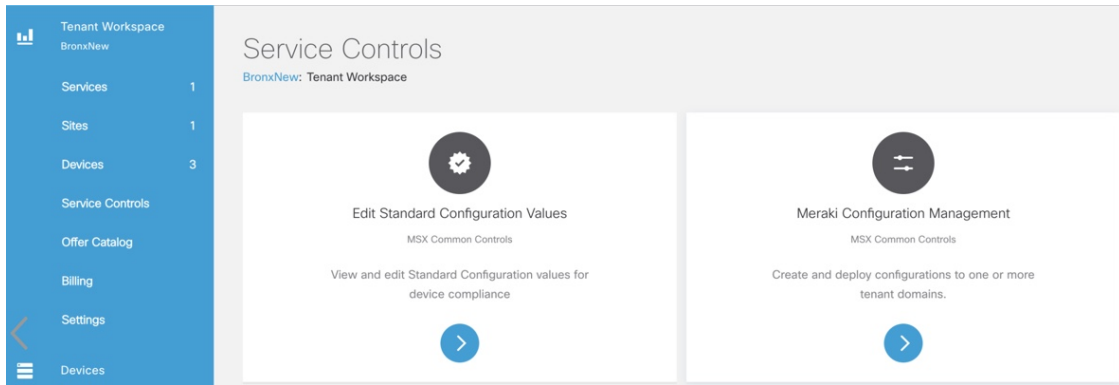 Tenant Workspace
BronxNew
Services 1
Sites 1
Devices 3
Service Controls
Offer Catalog
Billing
Settings
Devices
Service Controls
BronxNew: Tenant Workspace
Edit Standard Configuration Values
MSX Common Controls
View and edit Standard Configuration values for
device compliance
Meraki Configuration Management
MSX Common Controls
Create and deploy configurations to one or more
tenant domains.